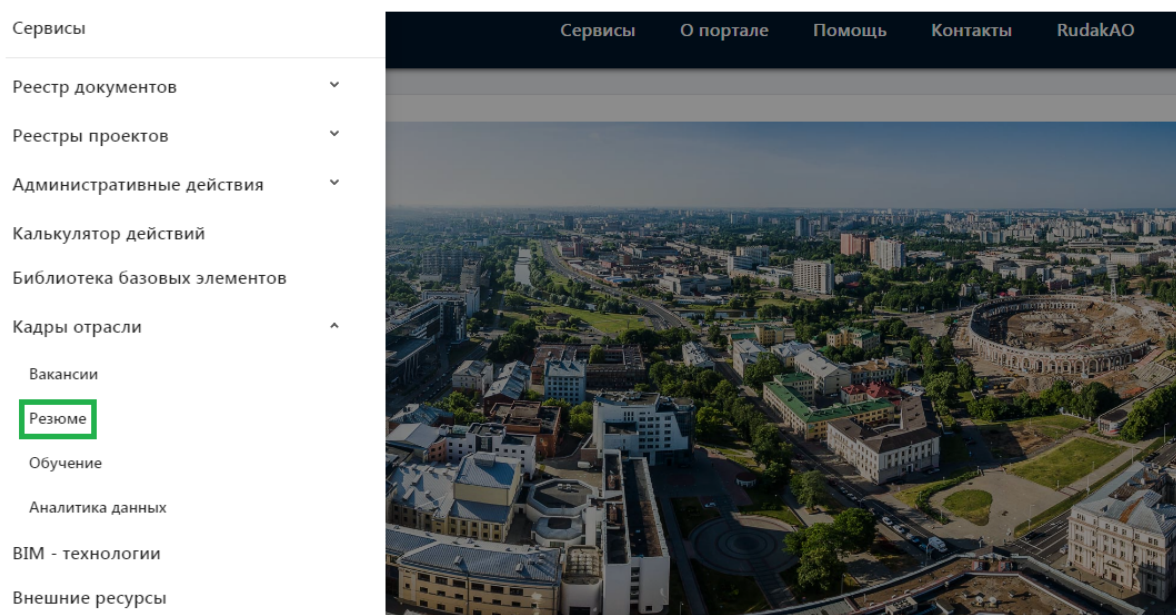 Сервисы
Сервисы О портале Помощь Контакты RudakAO
Реестр документов
Реестры проектов
Административные действия
Калькулятор действий
Библиотека базовых элементов
Кадры отрасли
Вакансии
Резюме
Обучение
Аналитика данных
BIM - технологии
Внешние ресурсы